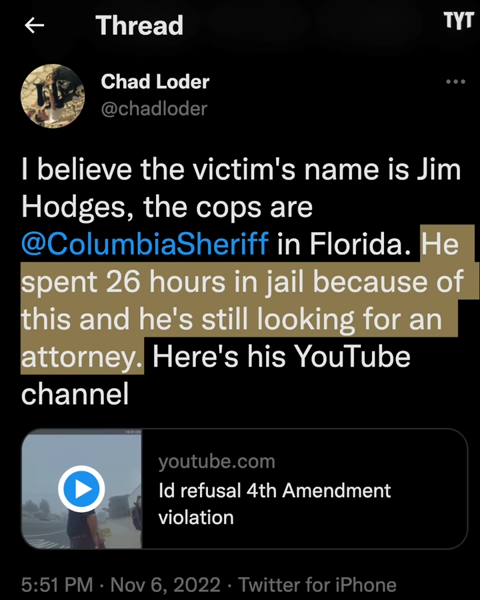 Thread
TYT
Chad Loder
@chadloder
I believe the victim's name is Jim
Hodges, the cops are
@ColumbiaSheriff in Florida. He
spent 26 hours in jail because of
this and he's still looking for an
attorney. Here's his YouTube
channel
youtube.com
Id refusal 4th Amendment
violation
5:51 PM · Nov 6, 2022 · Twitter for iPhone